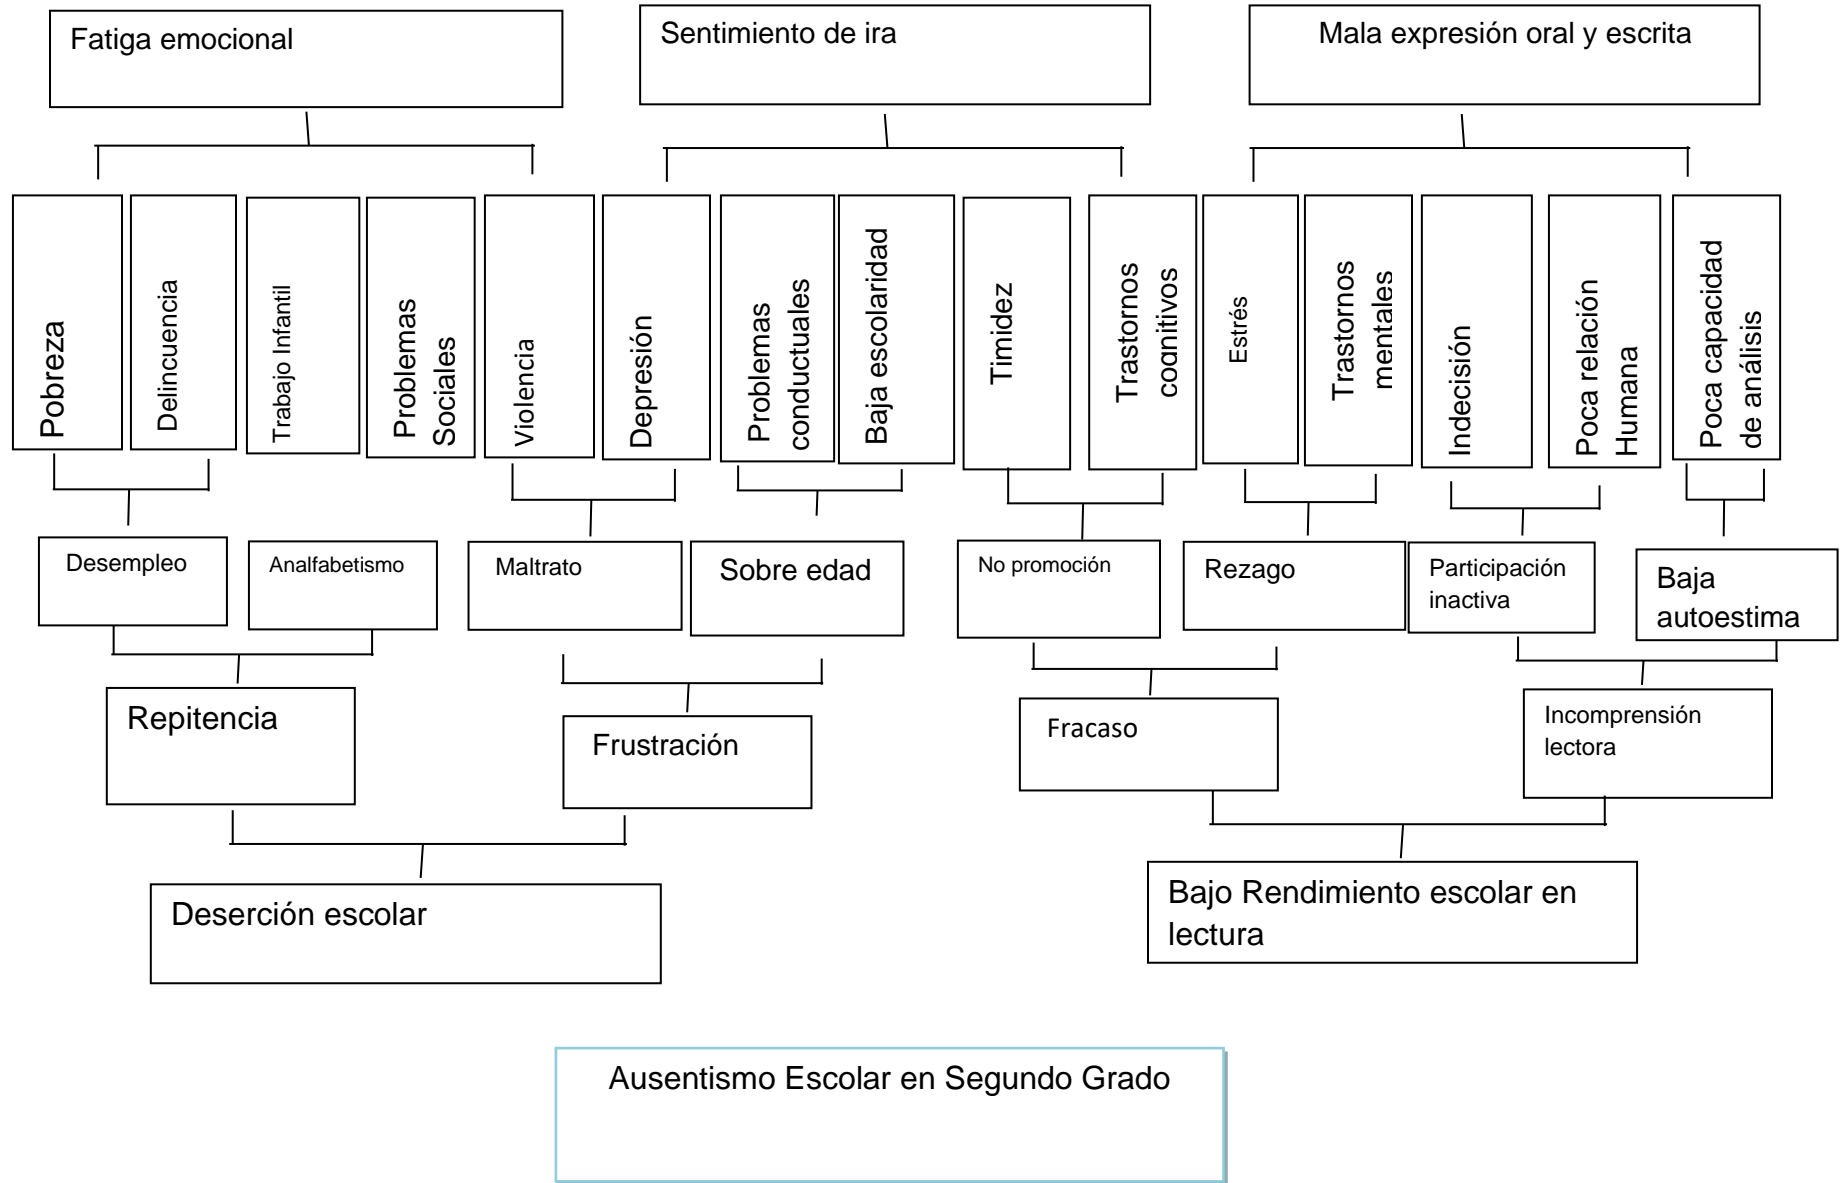 Fatiga emocional
Sentimiento de ira
Mala expresión oral y escrita
Pobreza
Delincuencia
Trabajo Infantil
Problemas
Sociales
Violencia
Depresión
Problemas
conductuales
Baja escolaridad
Timidez
Trastornos
cognitivos
Estrés
Trastornos
mentales
Indecisión
Poca relación
Humana
Poca capacidad
de análisis
Desempleo
Analfabetismo
Maltrato
Sobre edad
No promoción
Rezago
Participación
inactiva
Baja
autoestima
Repitencia
Frustración
Fracaso
Incomprensión
lectora
Deserción escolar
Bajo Rendimiento escolar en
lectura
Ausentismo Escolar en Segundo Grado